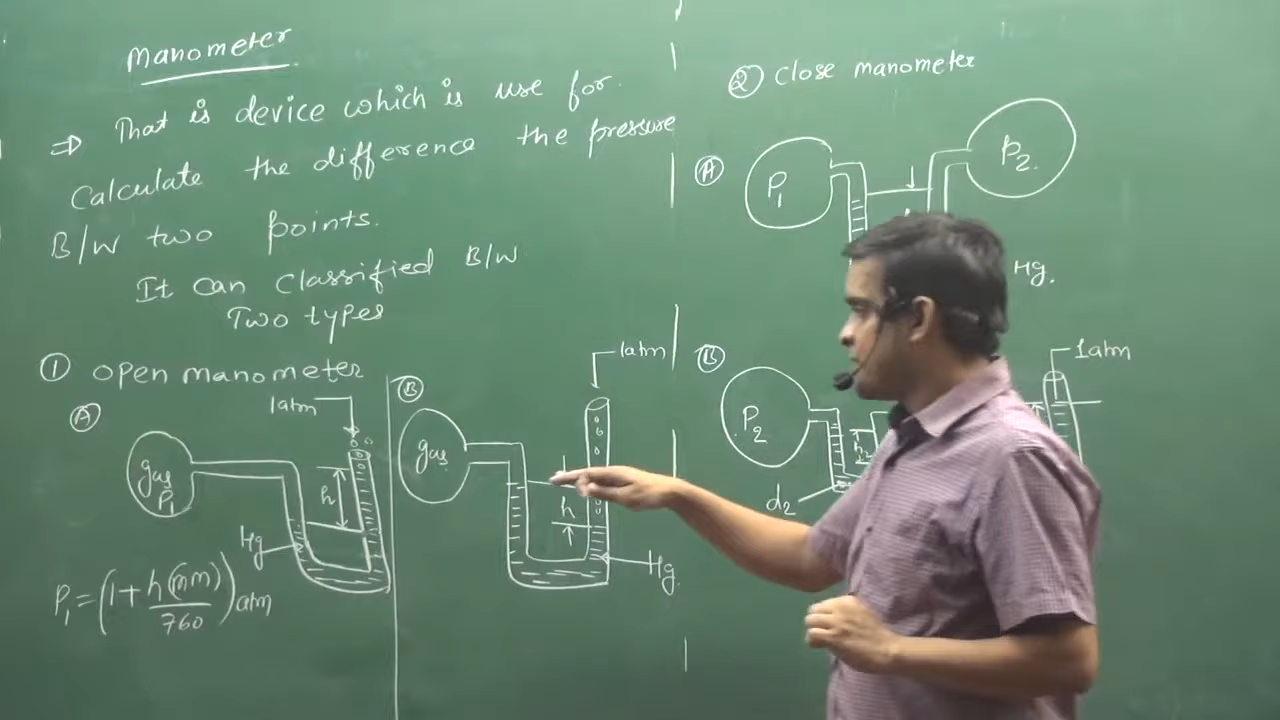 Manometer
⇒ That is device which is use for
Calculate the difference the pressure
B/W two points.
It can classified B/W
Two types
① open manometer
Ⓐ
1atm
gas
P₁
h
Hg
P₁=(1+h(mm)/760)atm
Ⓑ
1atm
gas
h
Hg.
② Close manometer
Ⓐ
P₁
P₂.
Hg.
Ⓑ
1atm
P₂
h₂
d₂